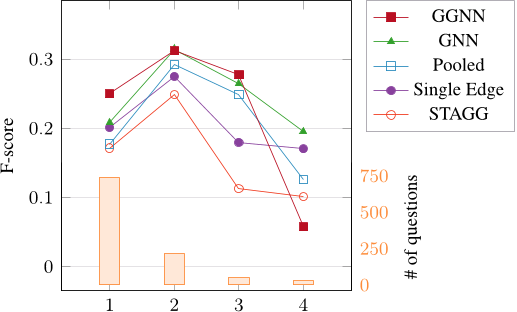 GGNN
GNN
Pooled
Single Edge
STAGG
F-score
0.3
0.2
0.1
0
750
500
250
0
# of questions
1 2 3 4